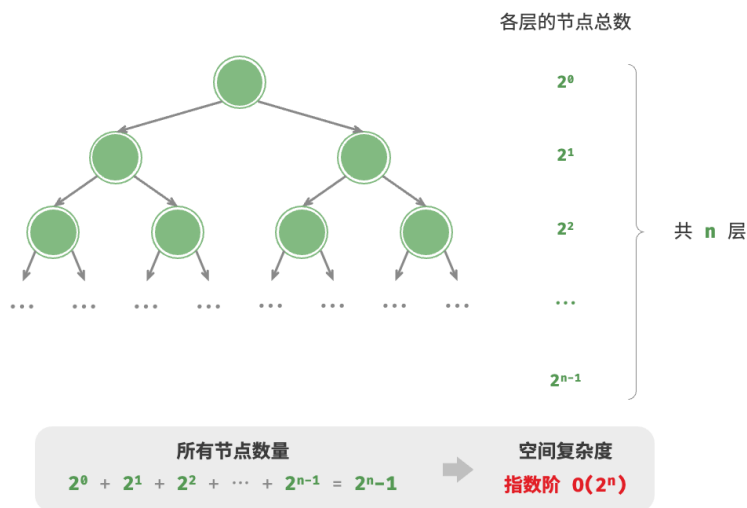 各层的节点总数
2⁰
2¹
2²
共 n 层
... ... ... ... ... ... ... ...
...
2ⁿ⁻¹
所有节点数量
2⁰ + 2¹ + 2² + ... + 2ⁿ⁻¹ = 2ⁿ-1
空间复杂度
指数阶 O(2ⁿ)